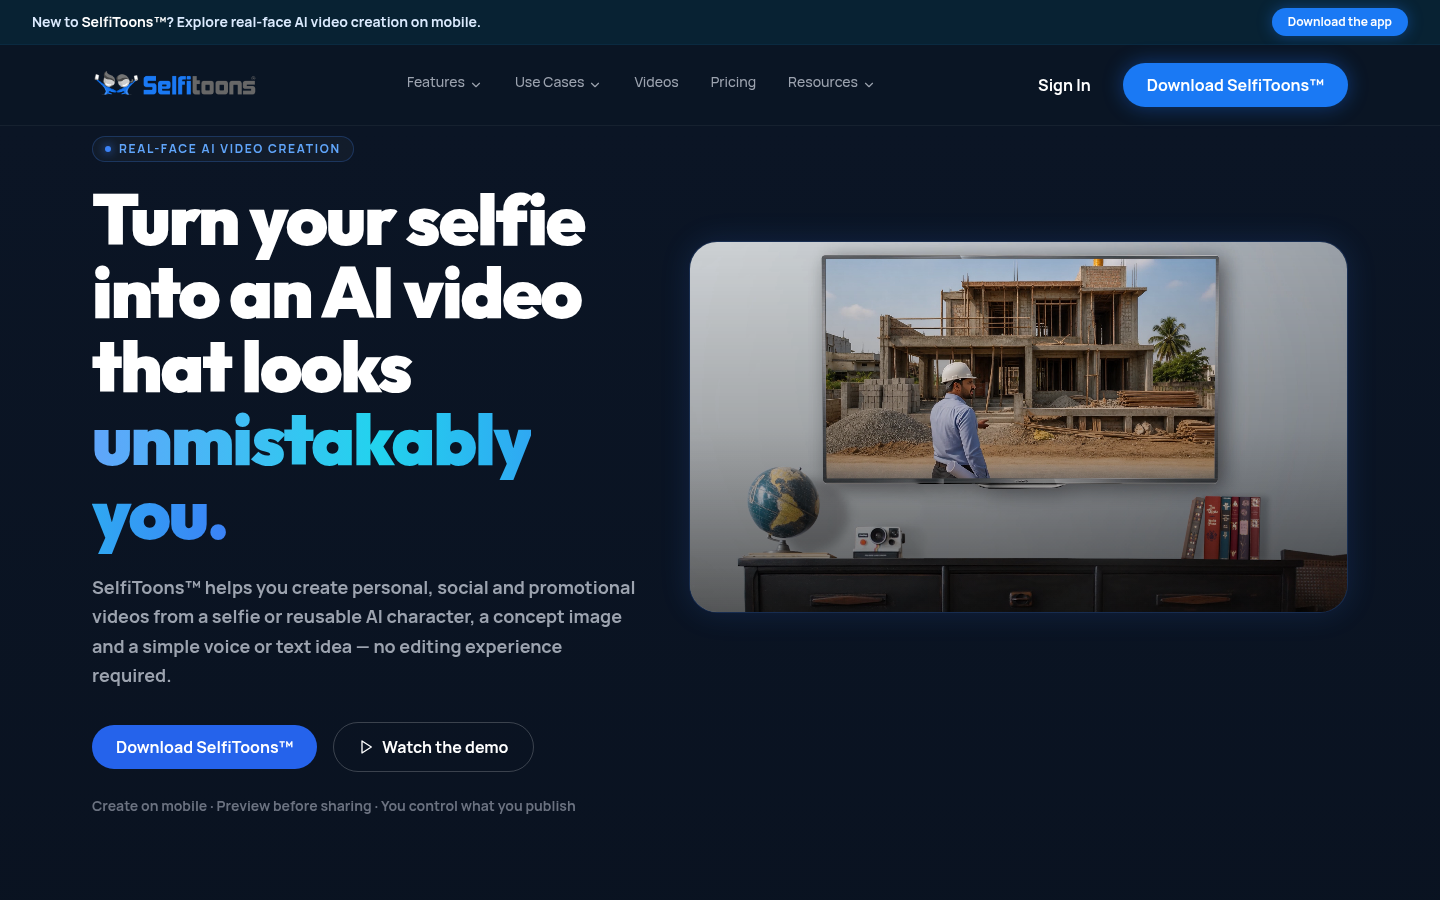 New to SelfiToons™? Explore real-face AI video creation on mobile.
Download the app
Selfitoons
Features
Use Cases
Videos
Pricing
Resources
Sign In
Download SelfiToons™
REAL-FACE AI VIDEO CREATION
Turn your selfie
into an AI video
that looks
unmistakably
you.
SelfiToons™ helps you create personal, social and promotional
videos from a selfie or reusable AI character, a concept image
and a simple voice or text idea — no editing experience
required.
Download SelfiToons™
Watch the demo
Create on mobile · Preview before sharing · You control what you publish